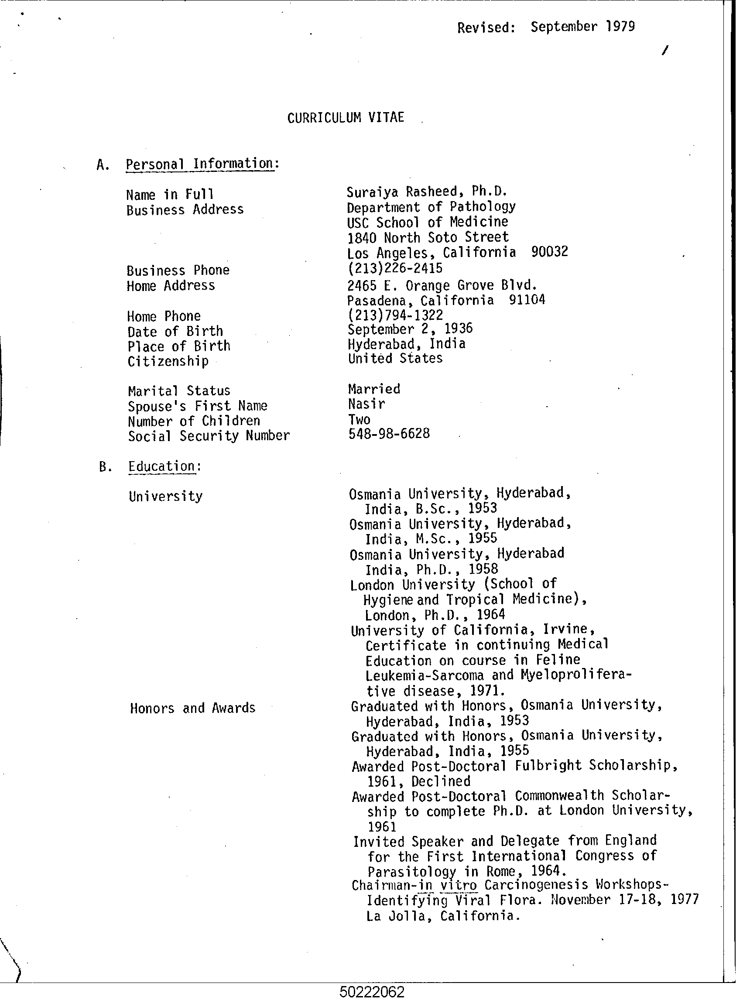 Revised: September 1979
CURRICULUM VITAE
A. Personal Information:
Name in Full Suraiya Rasheed, Ph.D.
Business Address Department of Pathology
USC School of Medicine
1840 North Soto Street
Los Angeles, California 90032
Business Phone (213)226-2415
Home Address 2465 E. Orange Grove Blvd.
Pasadena, California 91104
Home Phone (213)794-1322
Date of Birth September 2, 1936
Place of Birth Hyderabad, India
Citizenship United States
Marital Status Married
Spouse's First Name Nasir
Number of Children Two
Social Security Number 548-98-6628
B. Education:
University Osmania University, Hyderabad,
India, B.Sc., 1953
Osmania University, Hyderabad,
India, M.Sc., 1955
Osmania University, Hyderabad
India, Ph.D., 1958
London University (School of
Hygiene and Tropical Medicine),
London, Ph.D., 1964
University of California, Irvine,
Certificate in continuing Medical
Education on course in Feline
Leukemia-Sarcoma and Myeloprolifera-
tive disease, 1971.
Honors and Awards Graduated with Honors, Osmania University,
Hyderabad, India, 1953
Graduated with Honors, Osmania University,
Hyderabad, India, 1955
Awarded Post-Doctoral Fulbright Scholarship,
1961, Declined
Awarded Post-Doctoral Commonwealth Scholar-
ship to complete Ph.D. at London University,
1961
Invited Speaker and Delegate from England
for the First International Congress of
Parasitology in Rome, 1964.
Chairman-in vitro Carcinogenesis Workshops-
Identifying Viral Flora. November 17-18, 1977
La Jolla, California.
50222062